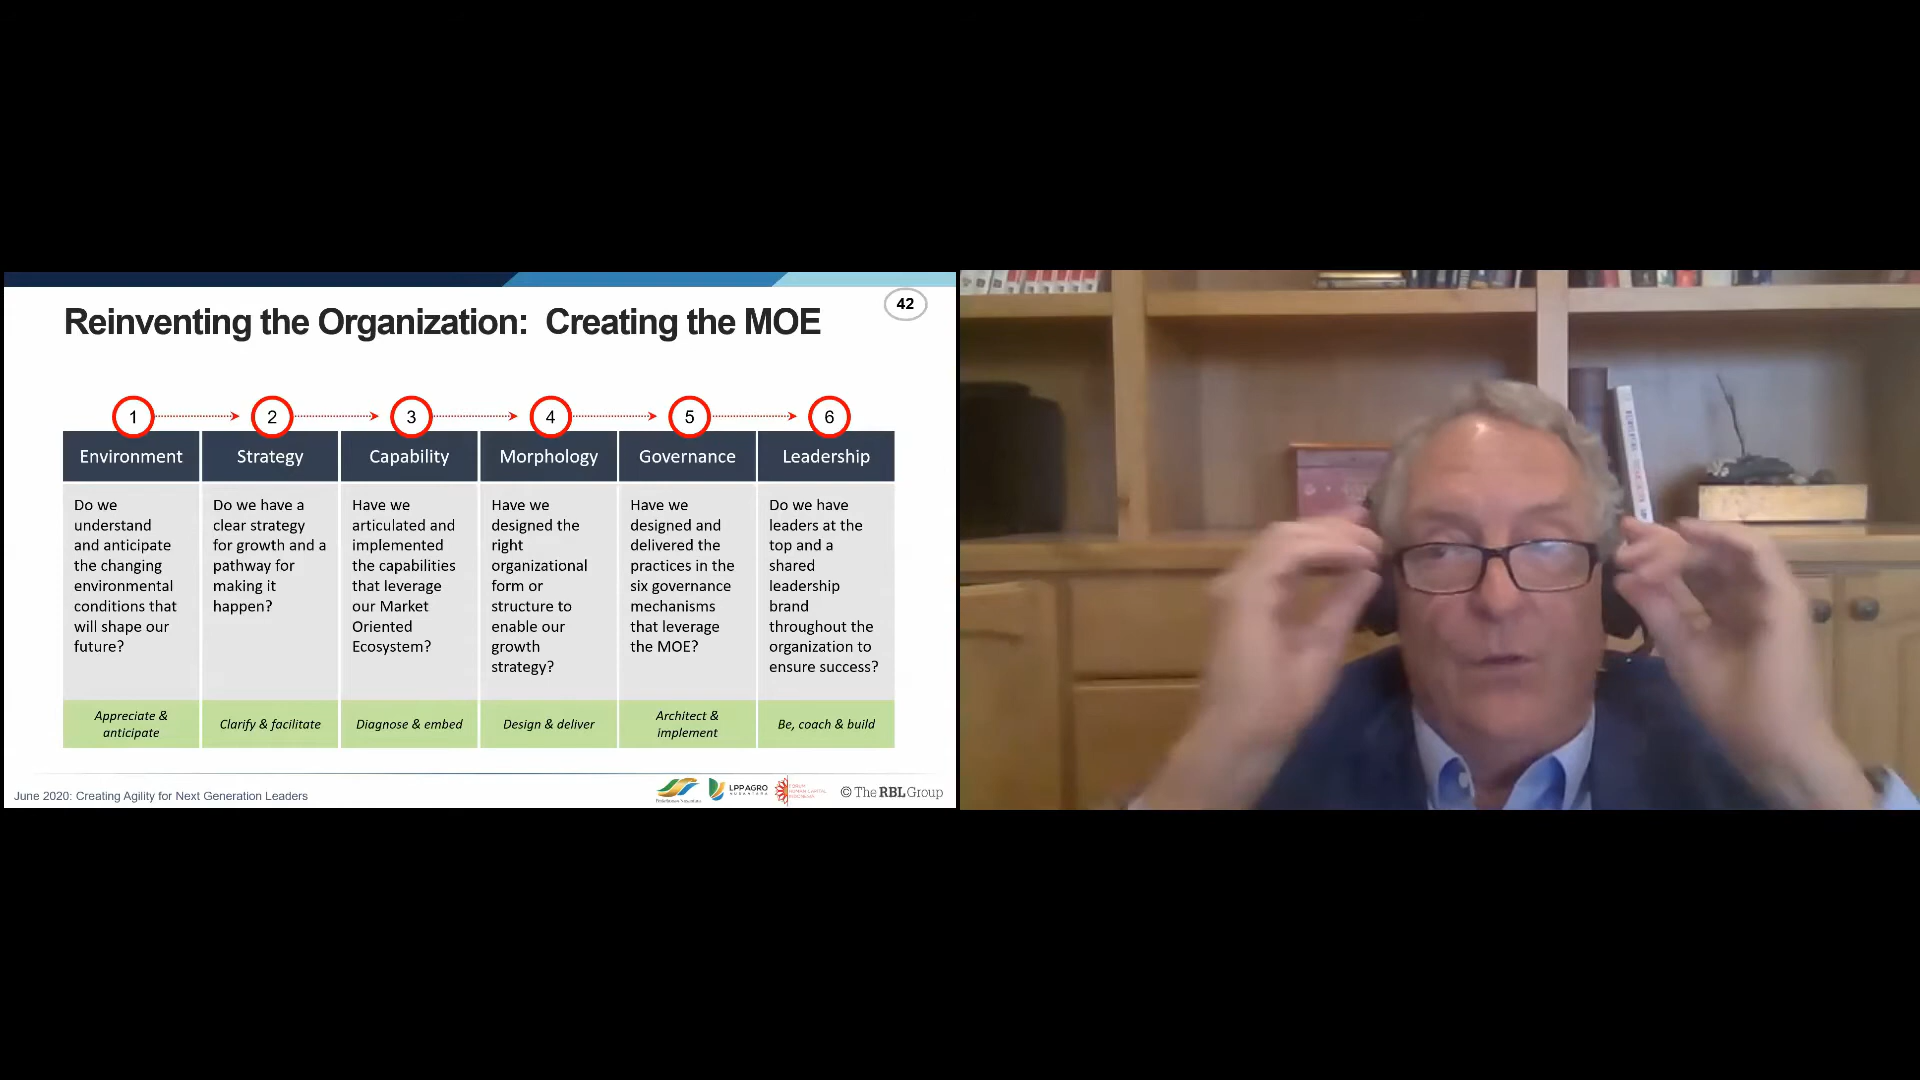 Reinventing the Organization: Creating the MOE
42
1
2
3
4
5
6
Environment
Strategy
Capability
Morphology
Governance
Leadership
Do we
understand
and anticipate
the changing
environmental
conditions that
will shape our
future?
Do we have a
clear strategy
for growth and a
pathway for
making it
happen?
Have we
articulated and
implemented
the capabilities
that leverage
our Market
Oriented
Ecosystem?
Have we
designed the
right
organizational
form or
structure to
enable our
growth
strategy?
Have we
designed and
delivered the
practices in the
six governance
mechanisms
that leverage
the MOE?
Do we have
leaders at the
top and a
shared
leadership
brand
throughout the
organization to
ensure success?
Appreciate &
anticipate
Clarify & facilitate
Diagnose & embed
Design & deliver
Architect &
implement
Be, coach & build
June 2020: Creating Agility for Next Generation Leaders
LPPAGRO
NUSANTARA
FORUM
HUMAN CAPITAL
INDONESIA
© The RBL Group